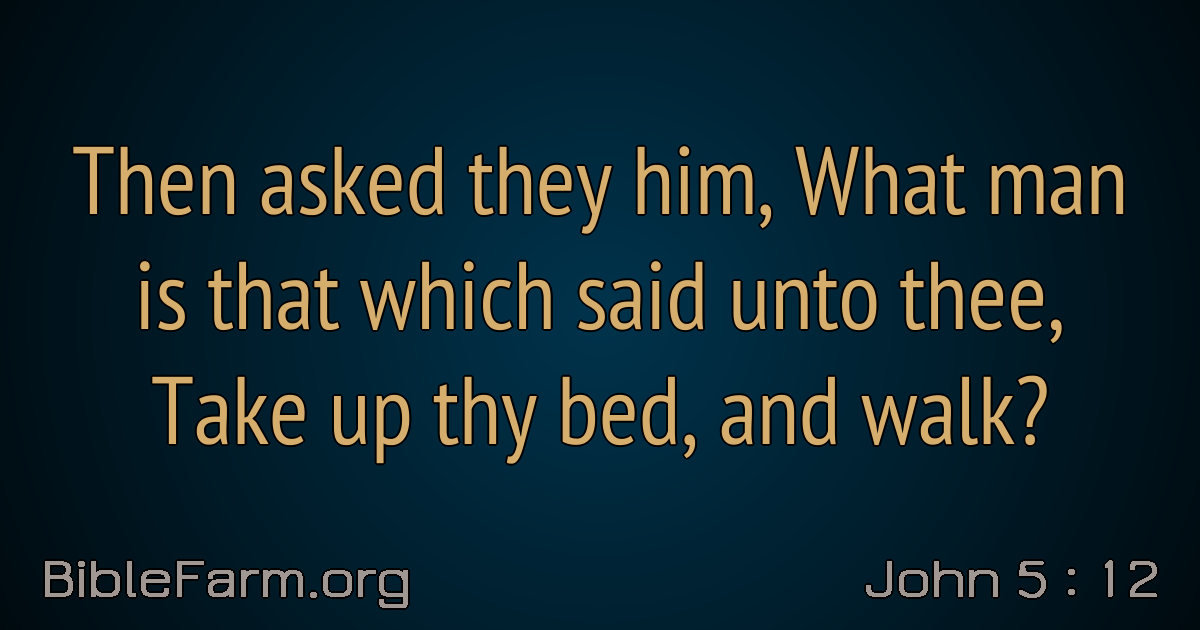 Then asked they him, What man
is that which said unto thee,
Take up thy bed, and walk?
BibleFarm.org
John 5 : 12